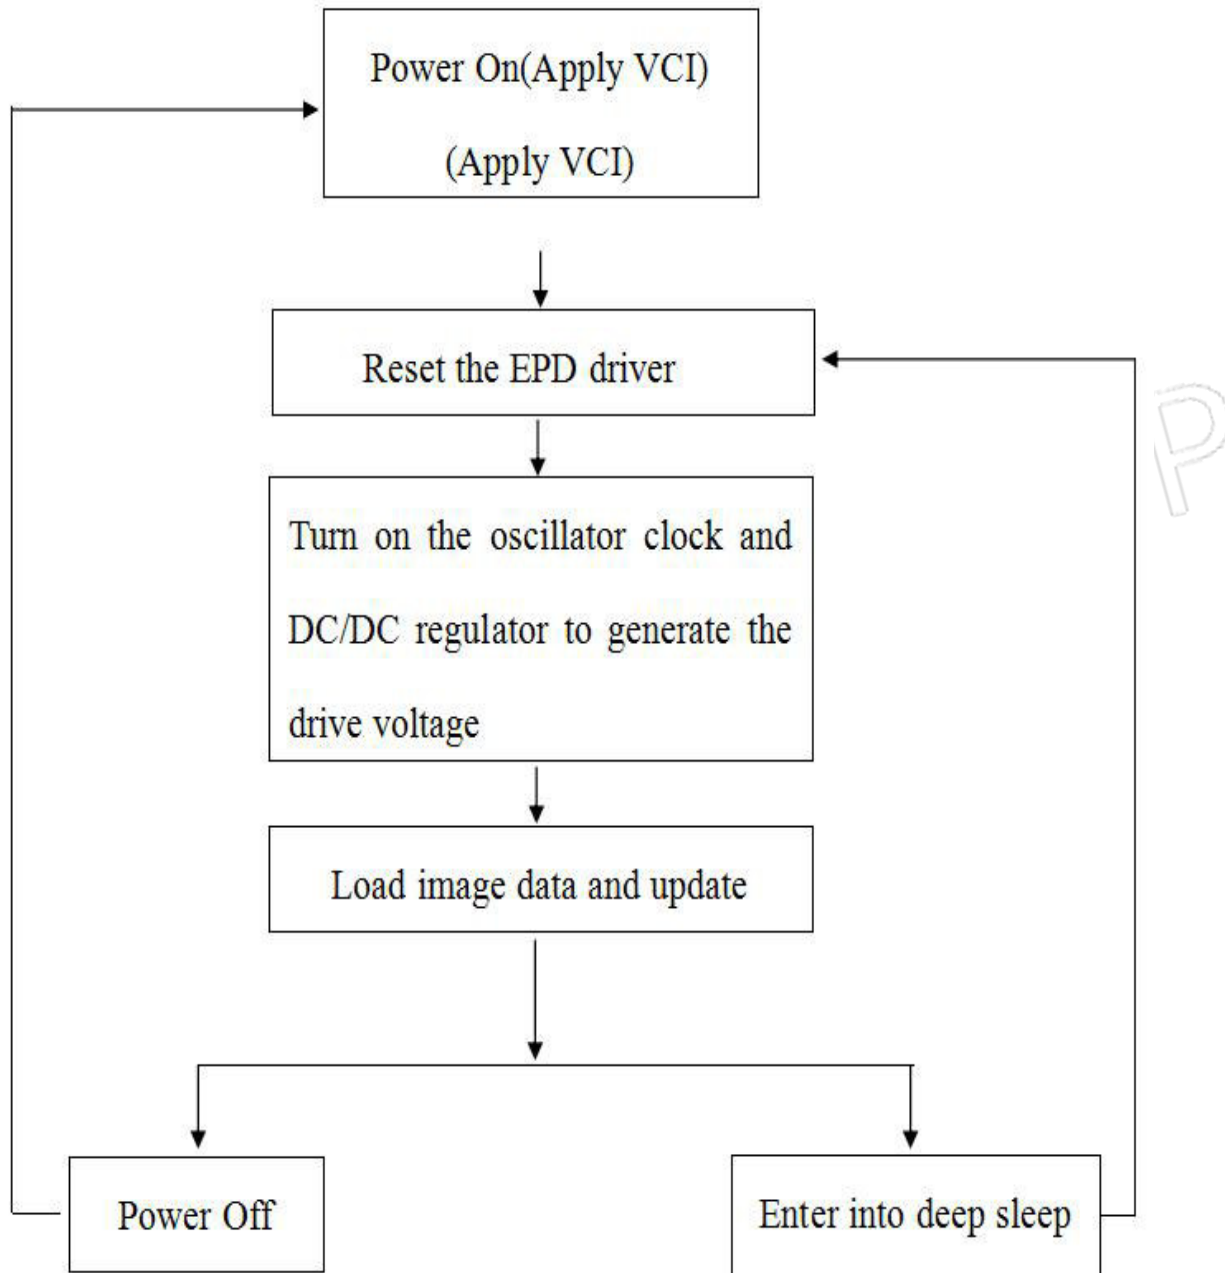 Power On(Apply VCI)
(Apply VCI)
Reset the EPD driver
Turn on the oscillator clock and
DC/DC regulator to generate the
drive voltage
Load image data and update
Power Off
Enter into deep sleep
P